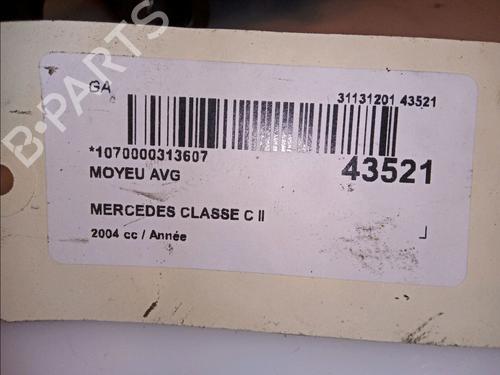 GA
31131201 43521
*1070000313607
43521
MOYEU AVG
MERCEDES CLASSE C II
2004 cc / Année
B-PARTS